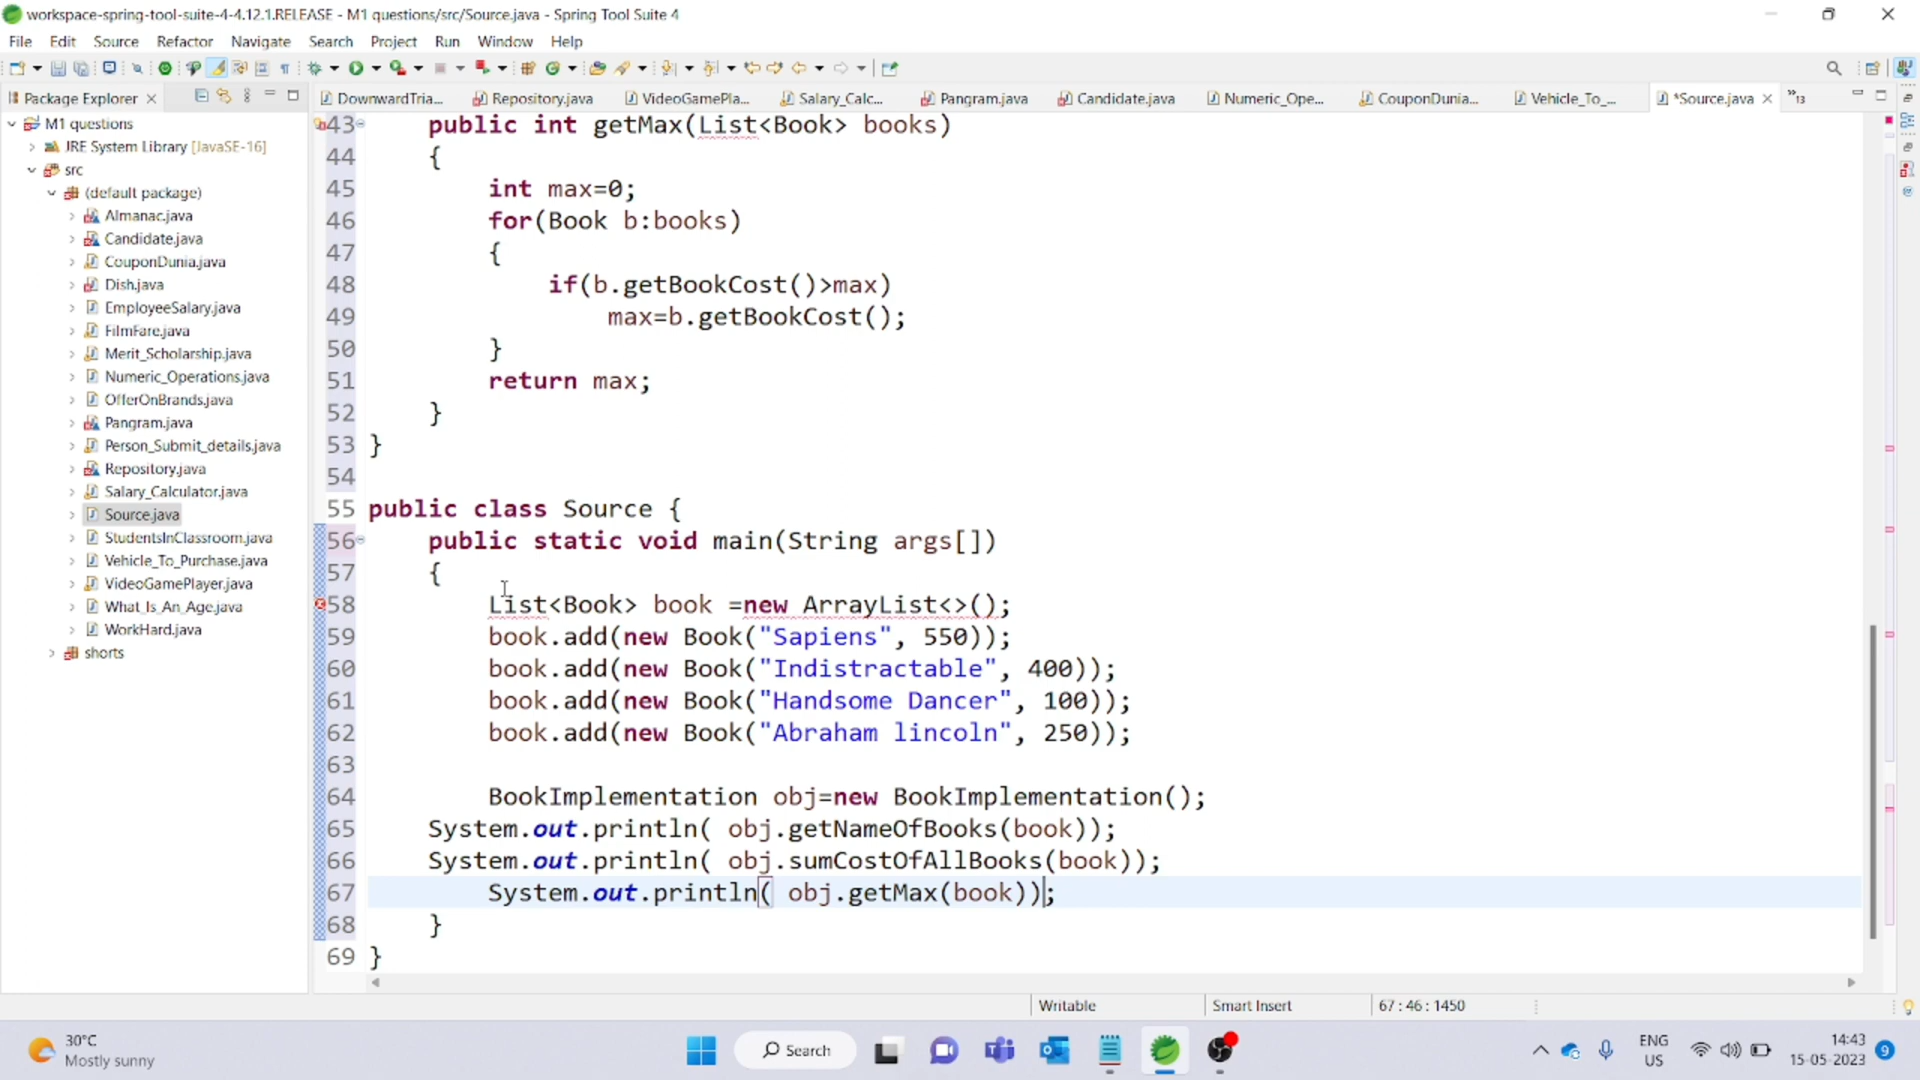 workspace-spring-tool-suite-4-4.12.1.RELEASE - M1 questions/src/Source.java - Spring Tool Suite 4
File Edit Source Refactor Navigate Search Project Run Window Help
Package Explorer
DownwardTria... Repository.java VideoGamePla... Salary_Calc... Pangram.java Candidate.java Numeric_Ope... CouponDunia... Vehicle_To_... *Source.java »13
M1 questions
JRE System Library [JavaSE-16]
src
(default package)
Almanac.java
Candidate.java
CouponDunia.java
Dish.java
EmployeeSalary.java
FilmFare.java
Merit_Scholarship.java
Numeric_Operations.java
OfferOnBrands.java
Pangram.java
Person_Submit_details.java
Repository.java
Salary_Calculator.java
Source.java
StudentsInClassroom.java
Vehicle_To_Purchase.java
VideoGamePlayer.java
What_Is_An_Age.java
WorkHard.java
shorts
43 public int getMax(List<Book> books)
44 {
45 int max=0;
46 for(Book b:books)
47 {
48 if(b.getBookCost()>max)
49 max=b.getBookCost();
50 }
51 return max;
52 }
53 }
54
55 public class Source {
56 public static void main(String args[])
57 {
58 List<Book> book =new ArrayList<>();
59 book.add(new Book("Sapiens", 550));
60 book.add(new Book("Indistractable", 400));
61 book.add(new Book("Handsome Dancer", 100));
62 book.add(new Book("Abraham lincoln", 250));
63
64 BookImplementation obj=new BookImplementation();
65 System.out.println( obj.getNameOfBooks(book));
66 System.out.println( obj.sumCostOfAllBooks(book));
67 System.out.println( obj.getMax(book));
68 }
69 }
Writable Smart Insert 67 : 46 : 1450
30°C
Mostly sunny
Search
ENG
US
14:43
15-05-2023
9